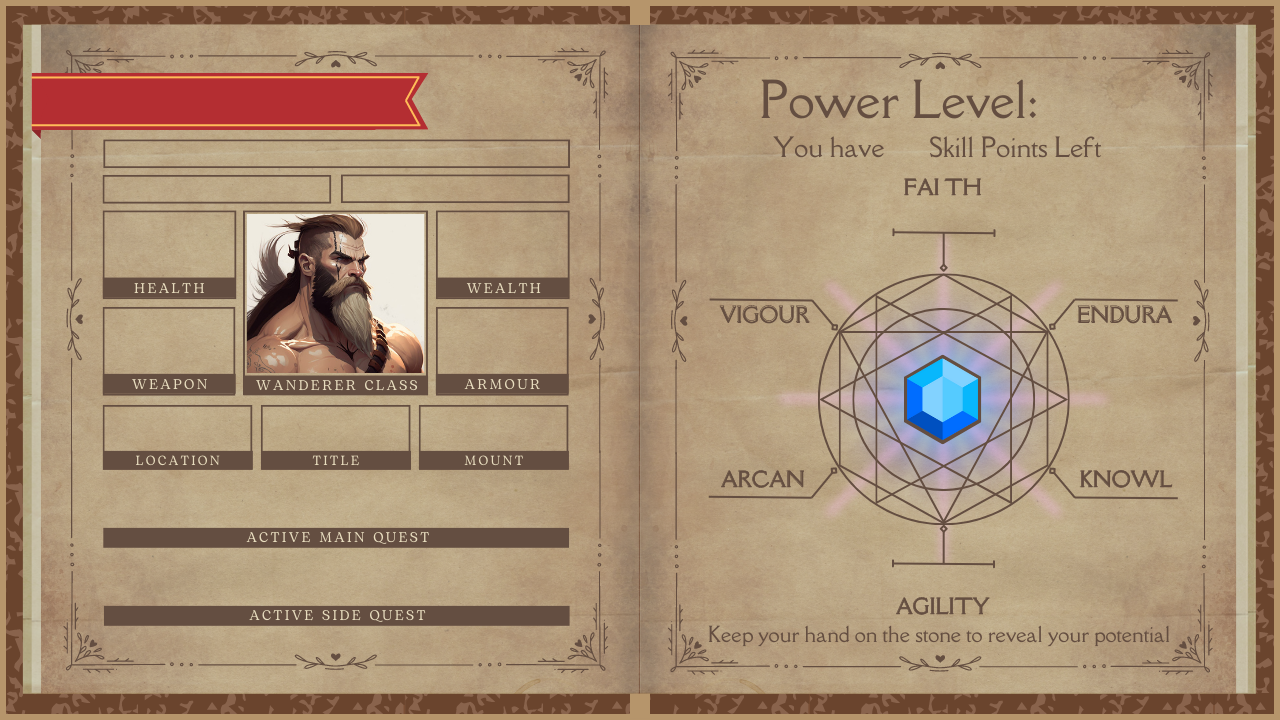 HEALTH
WEALTH
WEAPON
WANDERER CLASS
ARMOUR
LOCATION
TITLE
MOUNT
ACTIVE MAIN QUEST
ACTIVE SIDE QUEST
Power Level:
You have Skill Points Left
FAI TH
VIGOUR
ENDURA
ARCAN
KNOWL
AGILITY
Keep your hand on the stone to reveal your potential